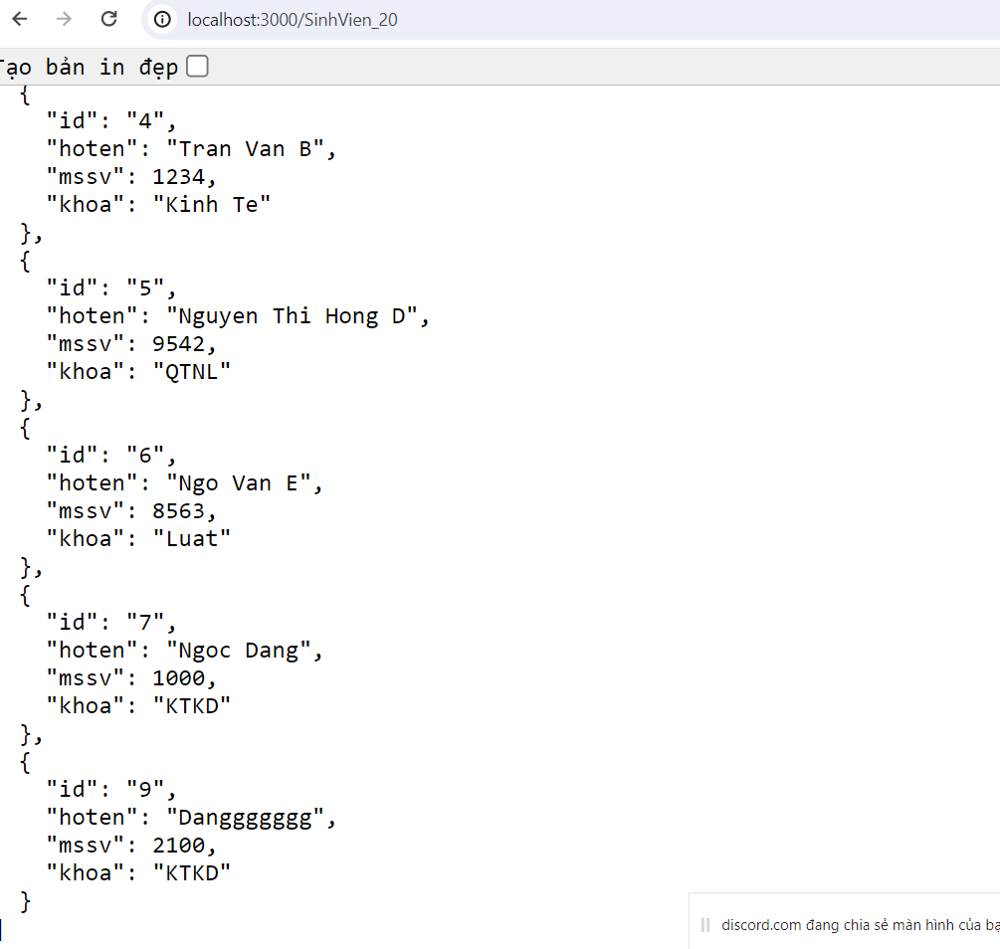 localhost:3000/SinhVien_20
Tạo bản in đẹp
{
"id": "4",
"hoten": "Tran Van B",
"mssv": 1234,
"khoa": "Kinh Te"
},
{
"id": "5",
"hoten": "Nguyen Thi Hong D",
"mssv": 9542,
"khoa": "QTNL"
},
{
"id": "6",
"hoten": "Ngo Van E",
"mssv": 8563,
"khoa": "Luat"
},
{
"id": "7",
"hoten": "Ngoc Dang",
"mssv": 1000,
"khoa": "KTKD"
},
{
"id": "9",
"hoten": "Danggggggg",
"mssv": 2100,
"khoa": "KTKD"
}
discord.com đang chia sẻ màn hình của